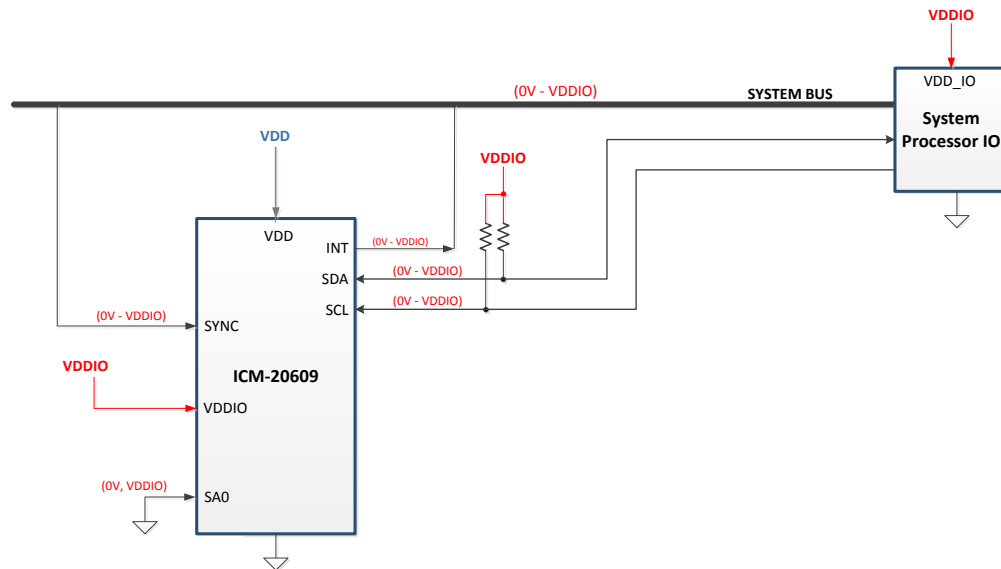 VDDIO
VDD_IO
(0V - VDDIO)
SYSTEM BUS
System
Processor IO
VDD
VDDIO
VDD
INT
(0V - VDDIO)
SDA
(0V - VDDIO)
SCL
(0V - VDDIO)
(0V - VDDIO)
SYNC
ICM-20609
VDDIO
VDDIO
(0V, VDDIO)
SA0